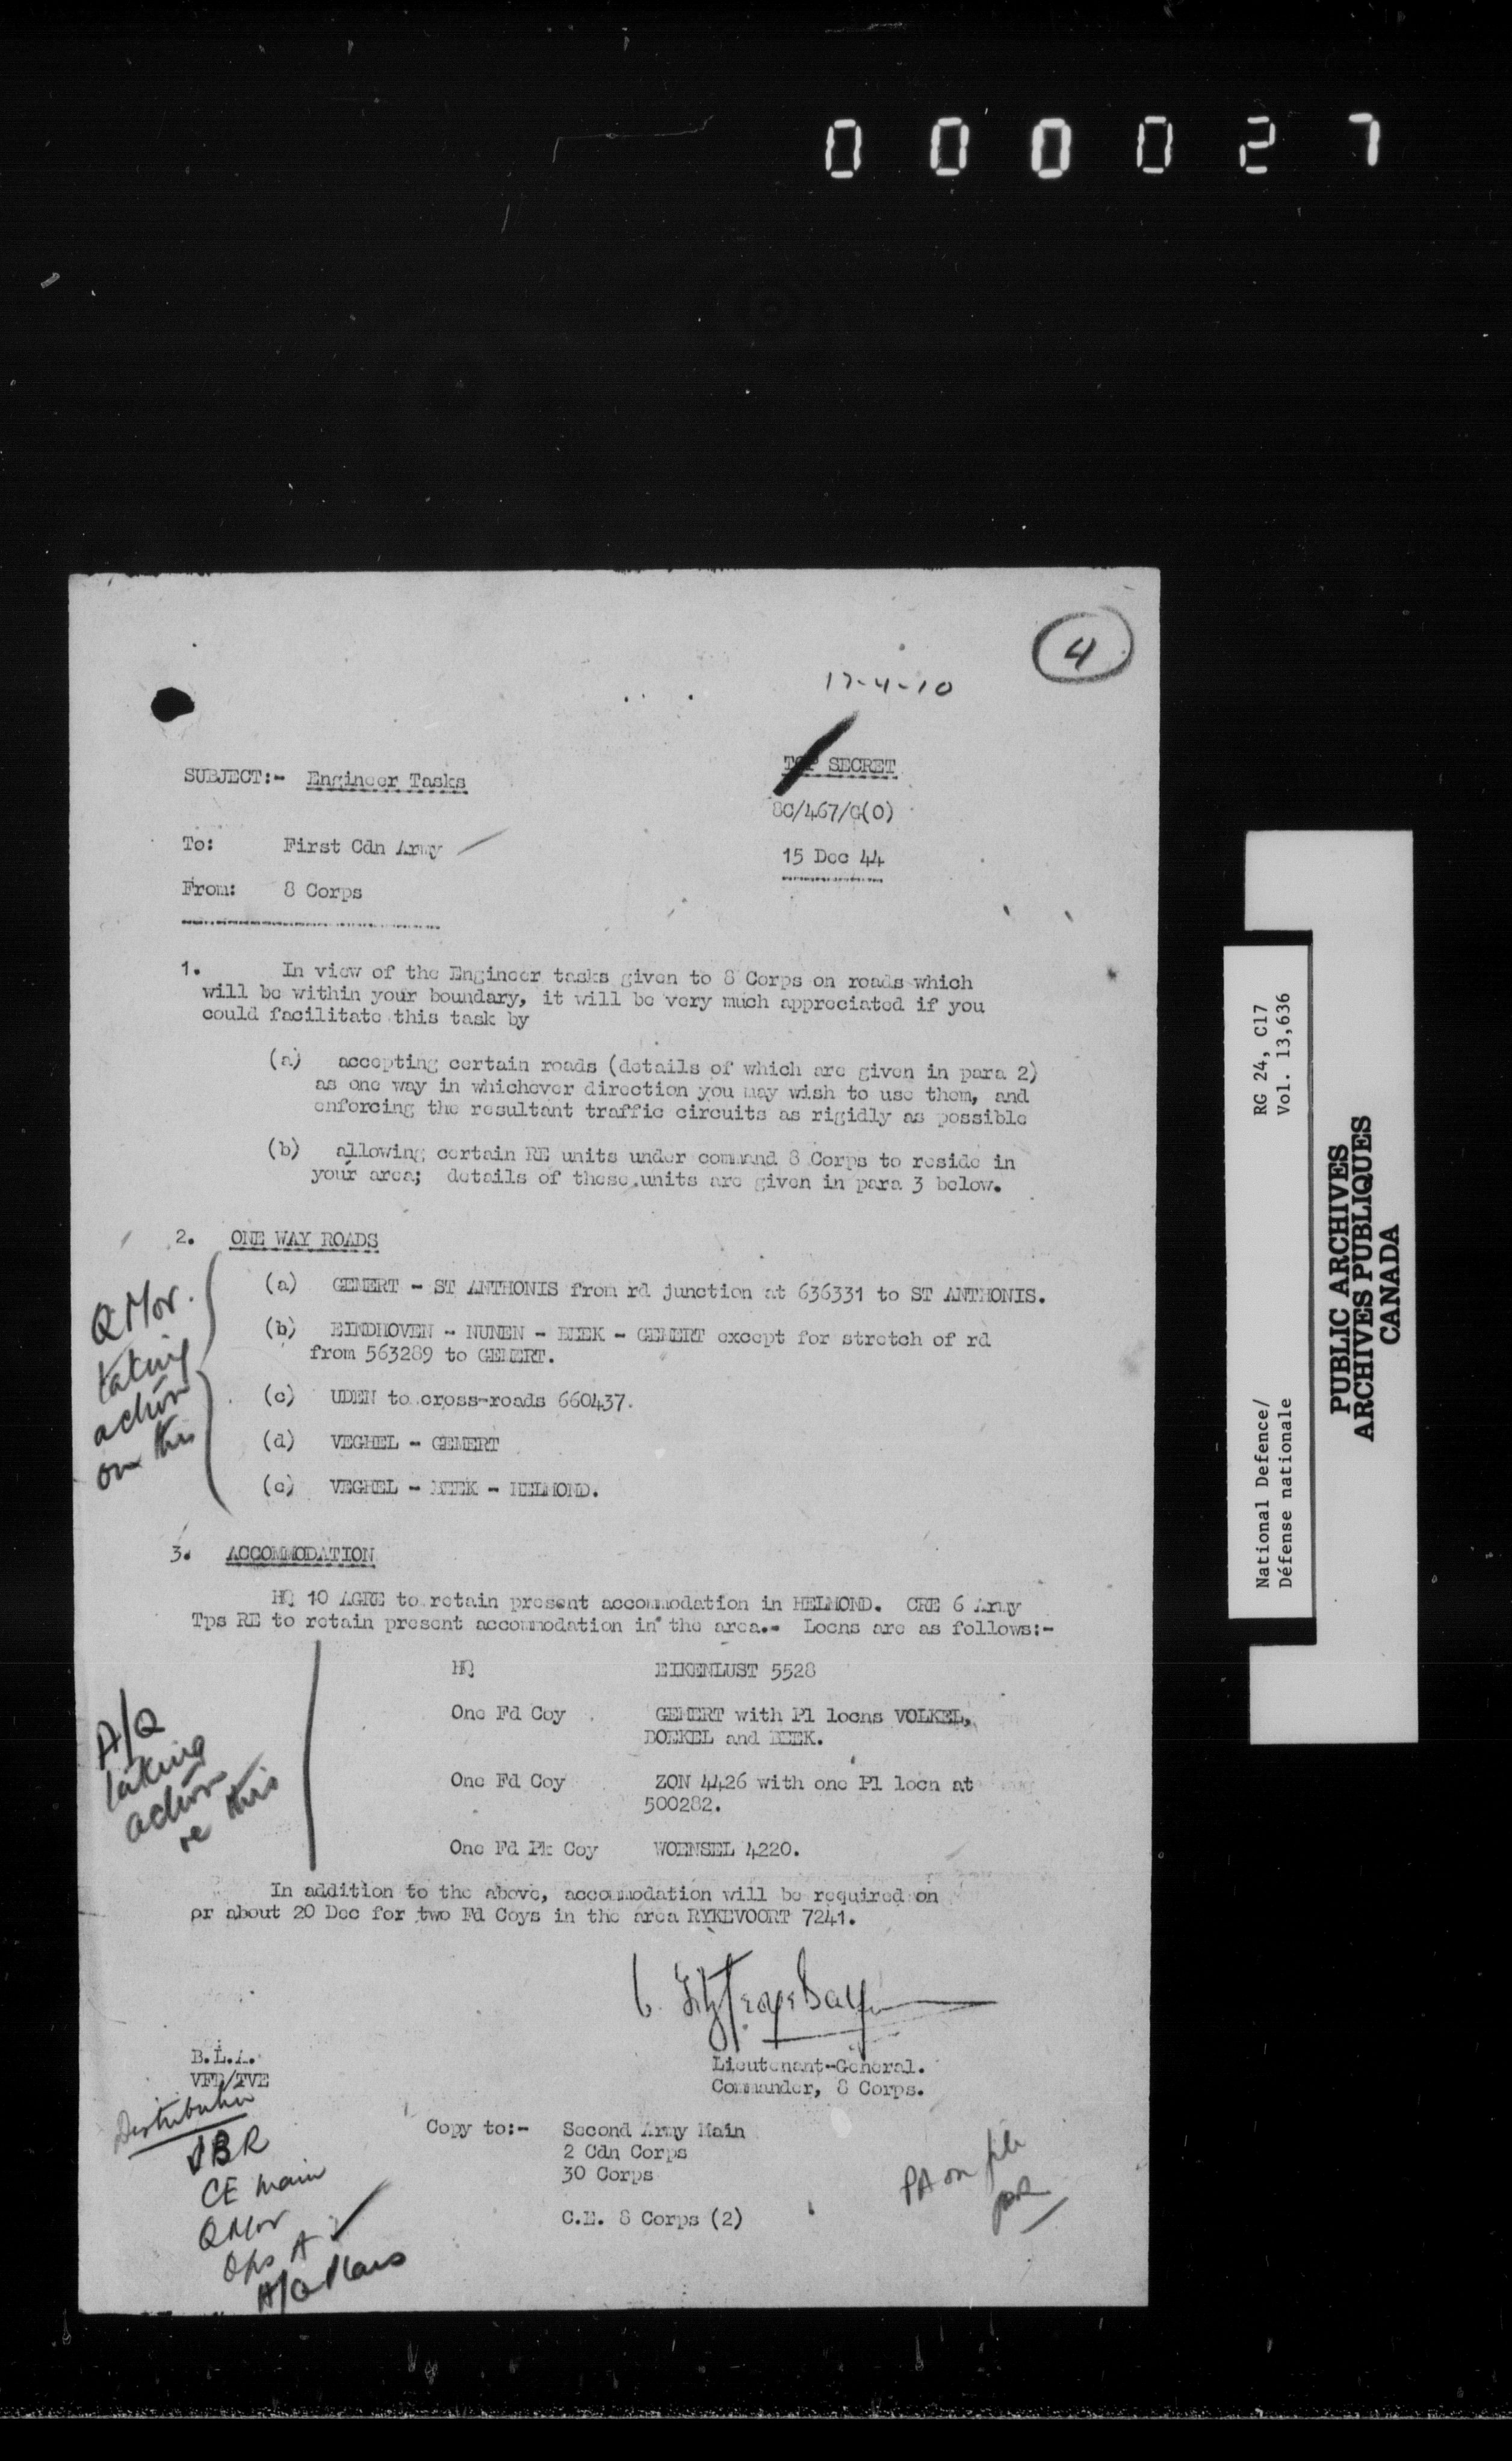 000027
4
17-4-10
SUBJECT:- Engineer Tasks
TOP SECRET
8C/467/G(O)
To: First Cdn Army
15 Dec 44
From: 8 Corps
1. In view of the Engineer tasks given to 8 Corps on roads which
will be within your boundary, it will be very much appreciated if you
could facilitate this task by
(a) accepting certain roads (details of which are given in para 2)
as one way in whichever direction you may wish to use them, and
enforcing the resultant traffic circuits as rigidly as possible
(b) allowing certain RE units under command 8 Corps to reside in
your area; details of these units are given in para 3 below.
2. ONE WAY ROADS
(a) GEMERT - ST ANTHONIS from rd junction at 636331 to ST ANTHONIS.
(b) EINDHOVEN - NUNEN - BEEK - GEMERT except for stretch of rd
from 563289 to GEMERT.
(c) UDEN to cross-roads 660437.
(d) VEGHEL - GEMERT
(e) VEGHEL - BEEK - HELMOND.
Q Mov.
taking
action
on this
3. ACCOMMODATION
HQ 10 AGRE to retain present accommodation in HELMOND. CRE 6 Army
Tps RE to retain present accommodation in the area.- Locns are as follows:-
HQ EIKENLUST 5528
One Fd Coy GEMERT with Pl locns VOLKEL,
BOEKEL and BEEK.
One Fd Coy ZON 4426 with one Pl locn at
500282.
One Fd Pk Coy WOENSEL 4220.
A/Q
taking
action
re this
In addition to the above, accommodation will be required on
or about 20 Dec for two Fd Coys in the area RYKEVOORT 7241.
B.L.A.
VFD/TVE
Lieutenant-General.
Commander, 8 Corps.
Copy to:- Second Army Main
2 Cdn Corps
30 Corps
C.E. 8 Corps (2)
Distribution
BR
CE Main
Q Mov
Ops A
A/Q Plans
PA on file
RG 24, C17
Vol. 13,636
National Defence/
Défense nationale
PUBLIC ARCHIVES
ARCHIVES PUBLIQUES
CANADA